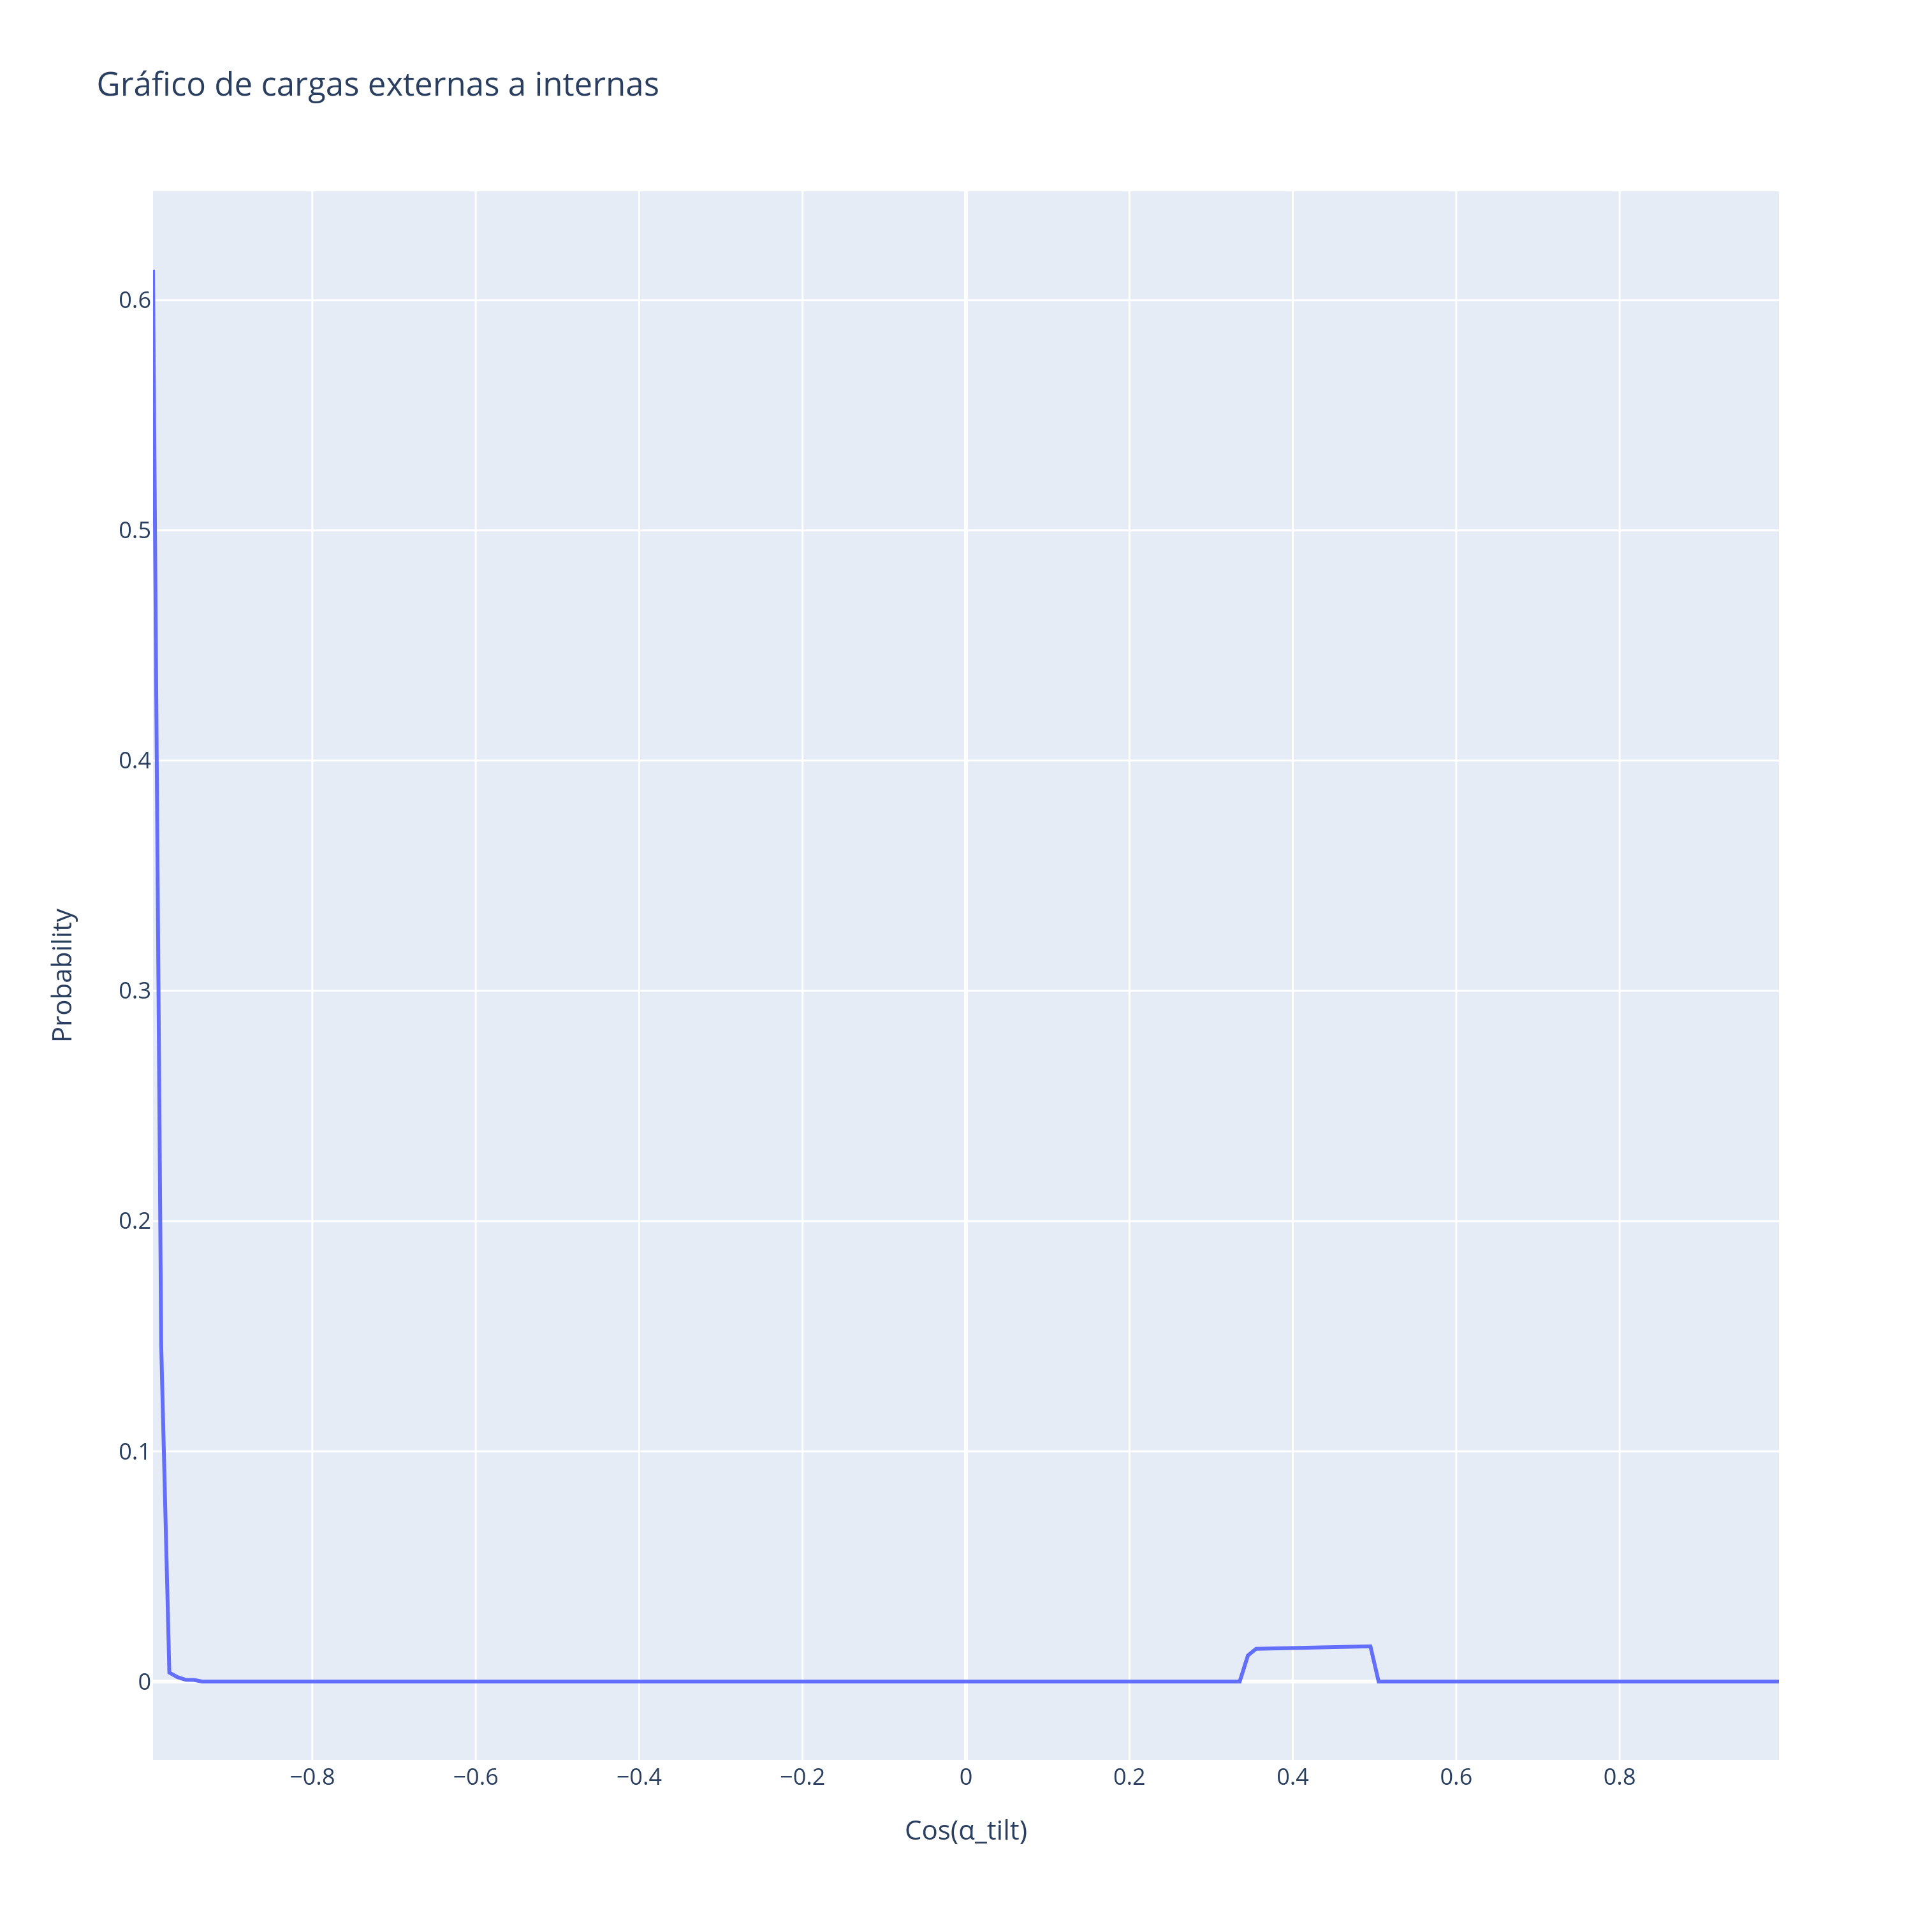 Gráfico de cargas externas a internas
0.6
0.5
0.4
0.3
0.2
0.1
0
Probability
−0.8 −0.6 −0.4 −0.2 0 0.2 0.4 0.6 0.8
Cos(α_tilt)